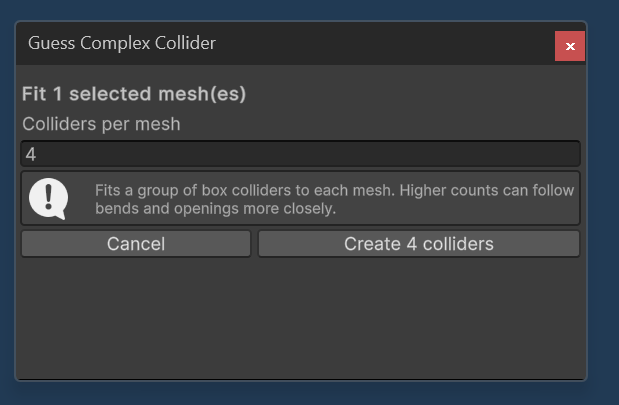 Guess Complex Collider
x
Fit 1 selected mesh(es)
Colliders per mesh
4
Fits a group of box colliders to each mesh. Higher counts can follow
bends and openings more closely.
Cancel
Create 4 colliders